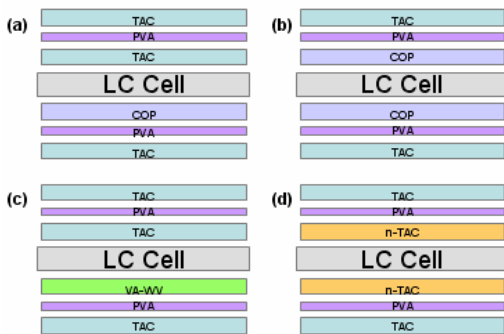 (a)
TAC
PVA
TAC
LC Cell
COP
PVA
TAC
(b)
TAC
PVA
COP
LC Cell
COP
PVA
TAC
(c)
TAC
PVA
TAC
LC Cell
VA-WV
PVA
TAC
(d)
TAC
PVA
n-TAC
LC Cell
n-TAC
PVA
TAC